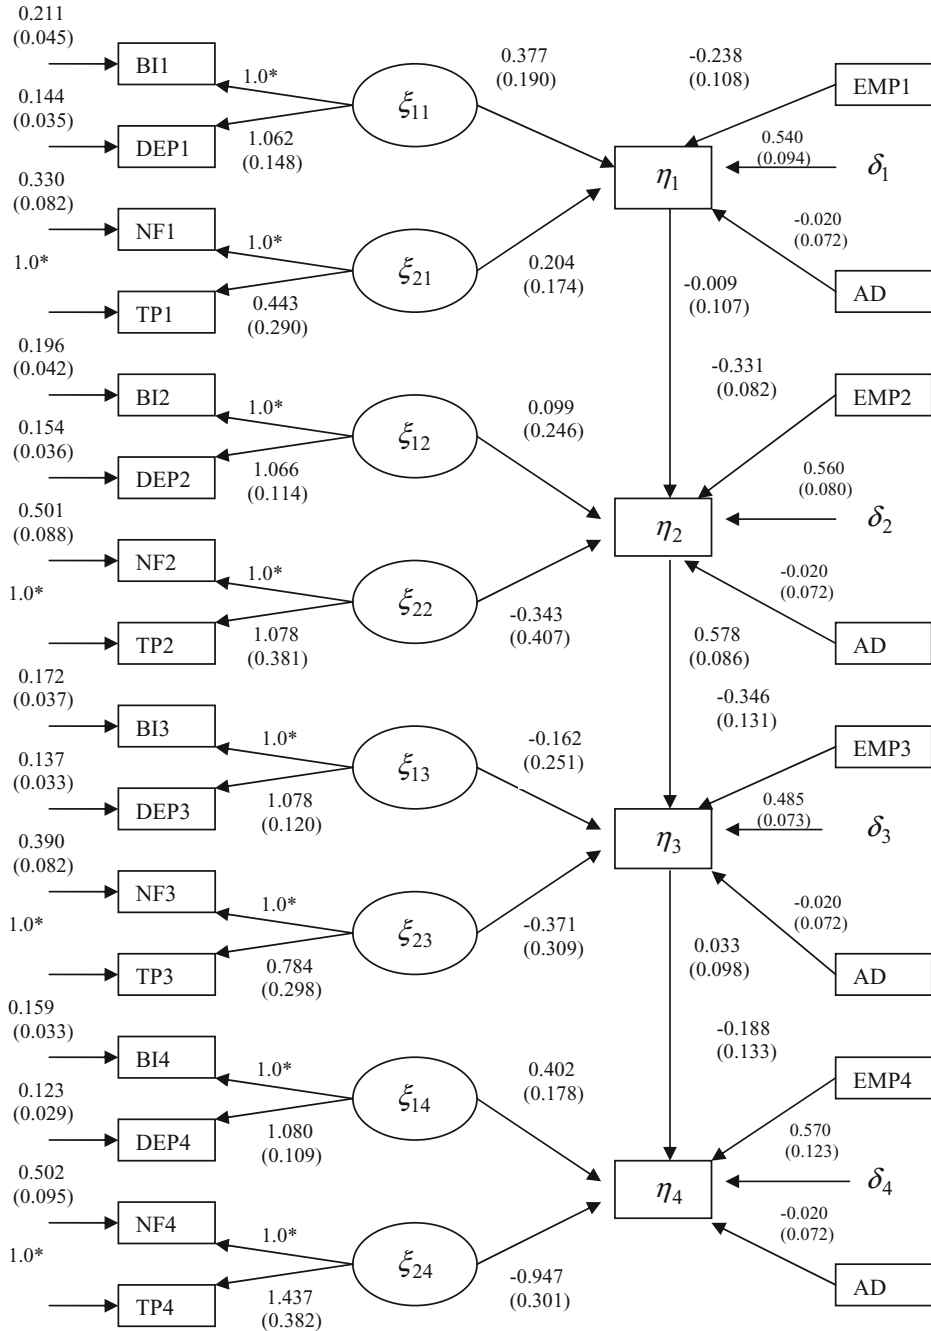 0.211
(0.045)
BI1
0.144
(0.035)
DEP1
1.0*
1.062
(0.148)
ξ11
0.377
(0.190)
-0.238
(0.108)
EMP1
0.540
(0.094)
δ1
η1
-0.020
(0.072)
AD
0.330
(0.082)
NF1
1.0*
TP1
1.0*
0.443
(0.290)
ξ21
0.204
(0.174)
-0.009
(0.107)
0.196
(0.042)
BI2
0.154
(0.036)
DEP2
1.0*
1.066
(0.114)
ξ12
0.099
(0.246)
-0.331
(0.082)
EMP2
0.560
(0.080)
δ2
η2
-0.020
(0.072)
AD
0.501
(0.088)
NF2
1.0*
TP2
1.0*
1.078
(0.381)
ξ22
-0.343
(0.407)
0.578
(0.086)
0.172
(0.037)
BI3
0.137
(0.033)
DEP3
1.0*
1.078
(0.120)
ξ13
-0.162
(0.251)
-0.346
(0.131)
EMP3
0.485
(0.073)
δ3
η3
-0.020
(0.072)
AD
0.390
(0.082)
NF3
1.0*
TP3
1.0*
0.784
(0.298)
ξ23
-0.371
(0.309)
0.033
(0.098)
0.159
(0.033)
BI4
0.123
(0.029)
DEP4
1.0*
1.080
(0.109)
ξ14
0.402
(0.178)
-0.188
(0.133)
EMP4
0.570
(0.123)
δ4
η4
-0.020
(0.072)
AD
0.502
(0.095)
NF4
1.0*
TP4
1.0*
1.437
(0.382)
ξ24
-0.947
(0.301)